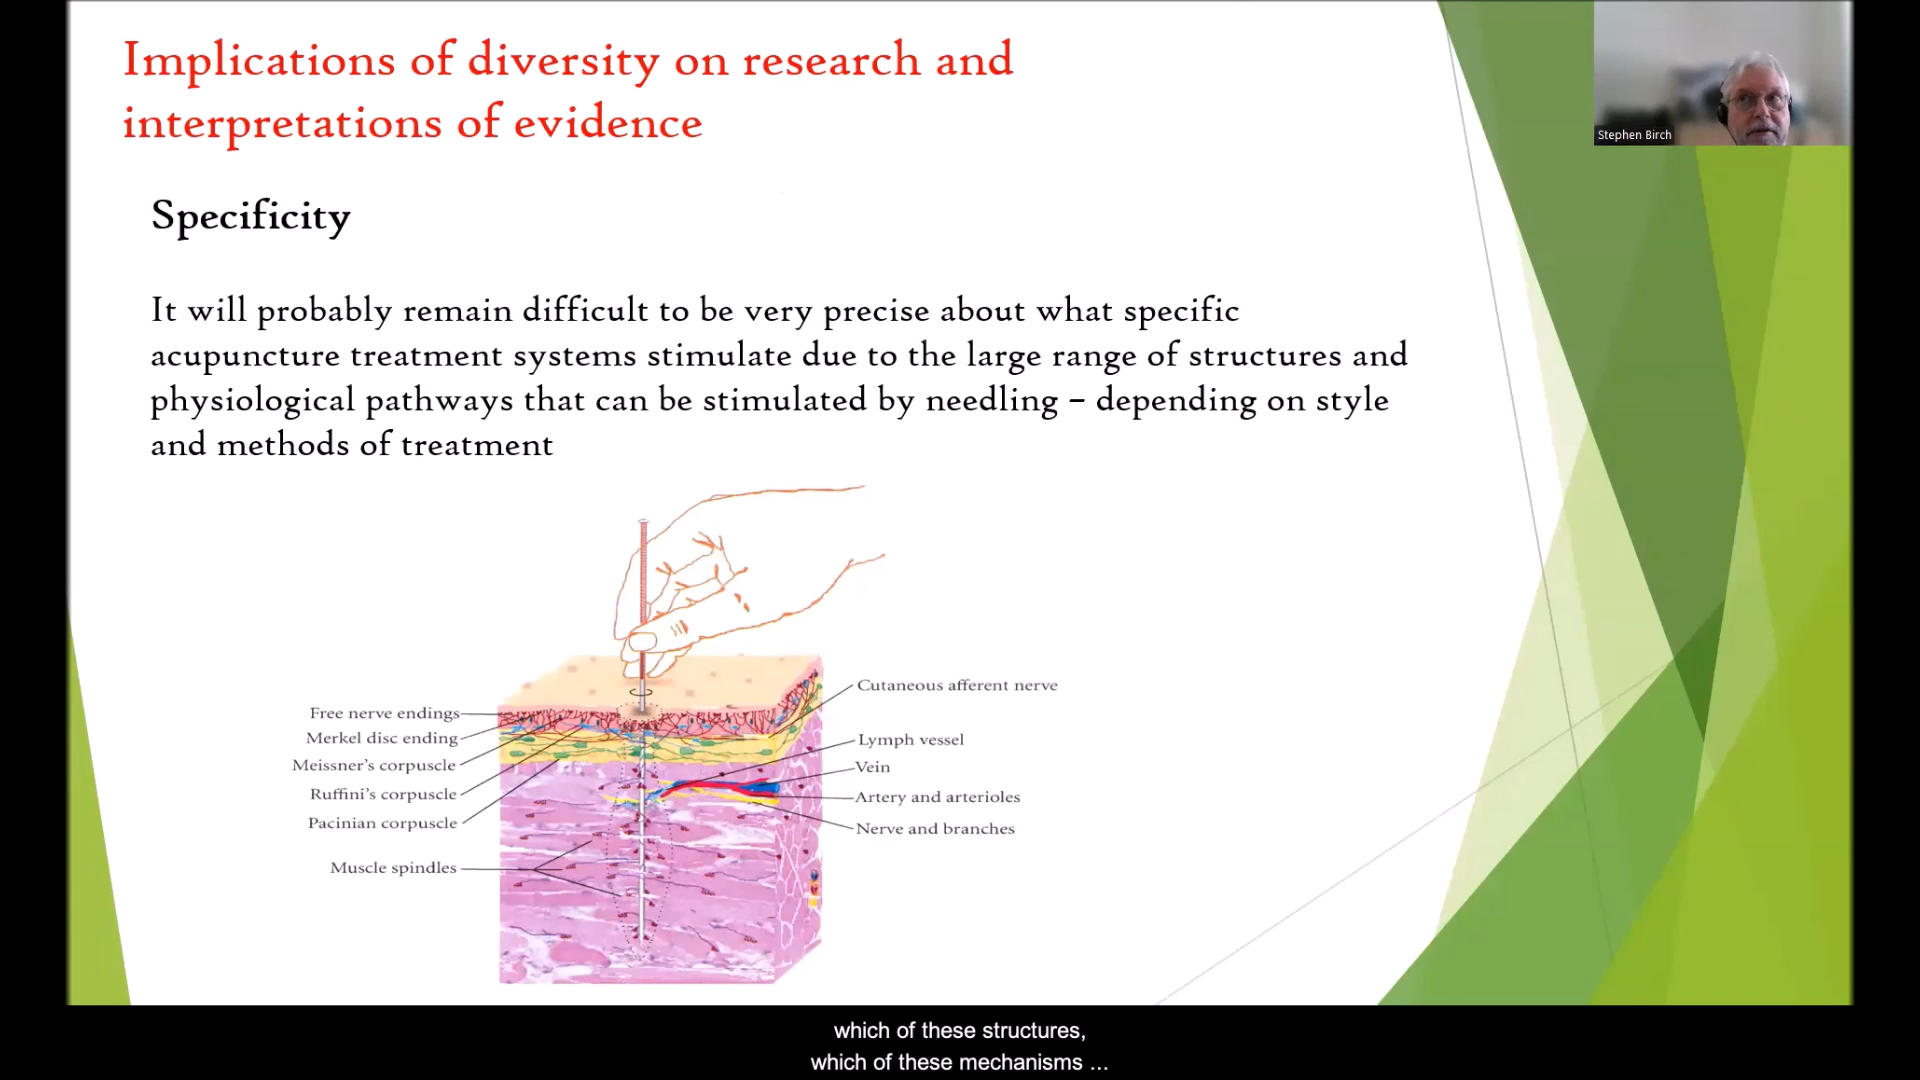 Implications of diversity on research and
interpretations of evidence
Stephen Birch
Specificity
It will probably remain difficult to be very precise about what specific
acupuncture treatment systems stimulate due to the large range of structures and
physiological pathways that can be stimulated by needling – depending on style
and methods of treatment
Free nerve endings
Merkel disc ending
Meissner's corpuscle
Ruffini's corpuscle
Pacinian corpuscle
Muscle spindles
Cutaneous afferent nerve
Lymph vessel
Vein
Artery and arterioles
Nerve and branches
which of these structures,
which of these mechanisms ...